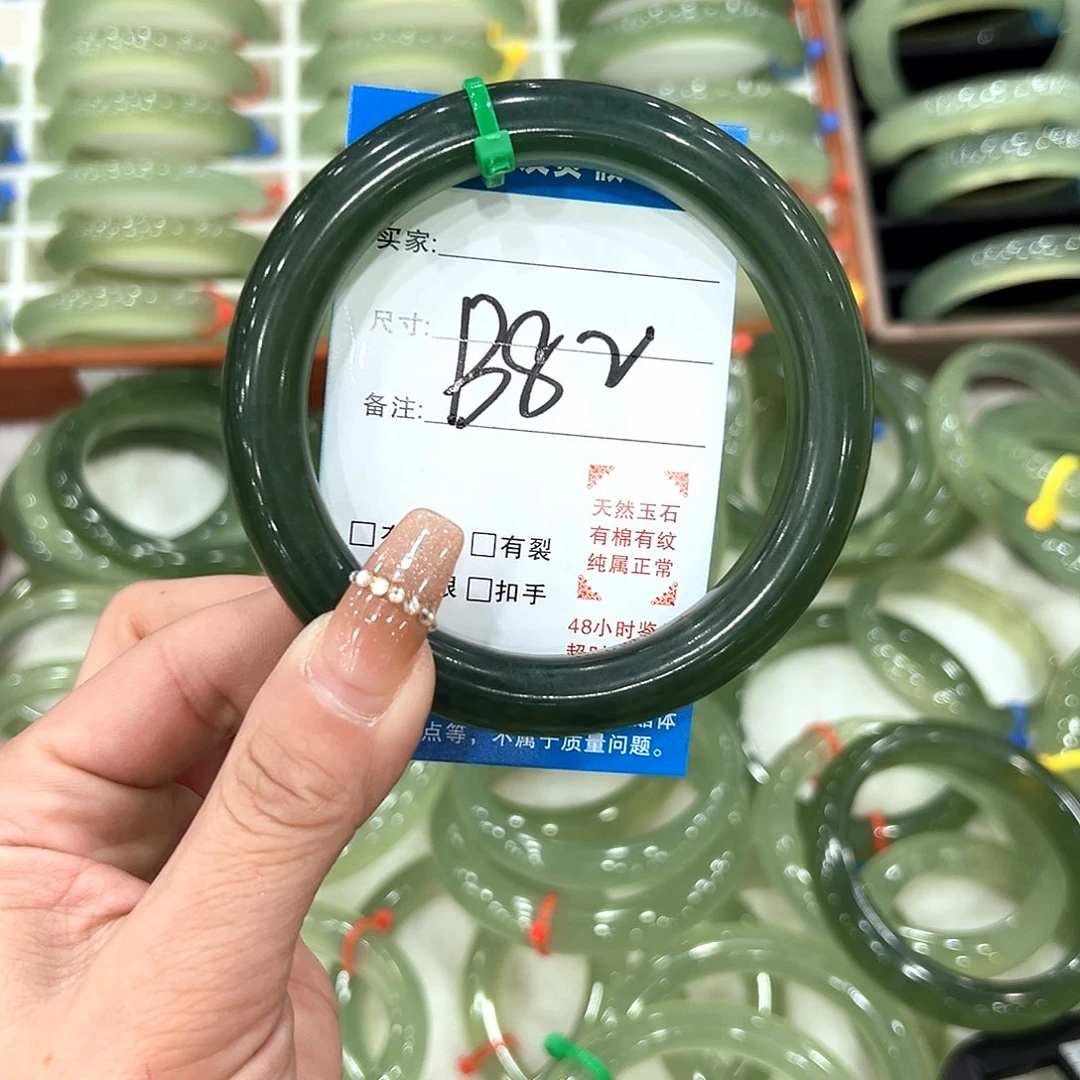 买家:
尺寸:
B82
备注:
天然玉石
有棉有纹
纯属正常
□ □有裂
□扣手
48小时鉴
点等，不属于质量问题。